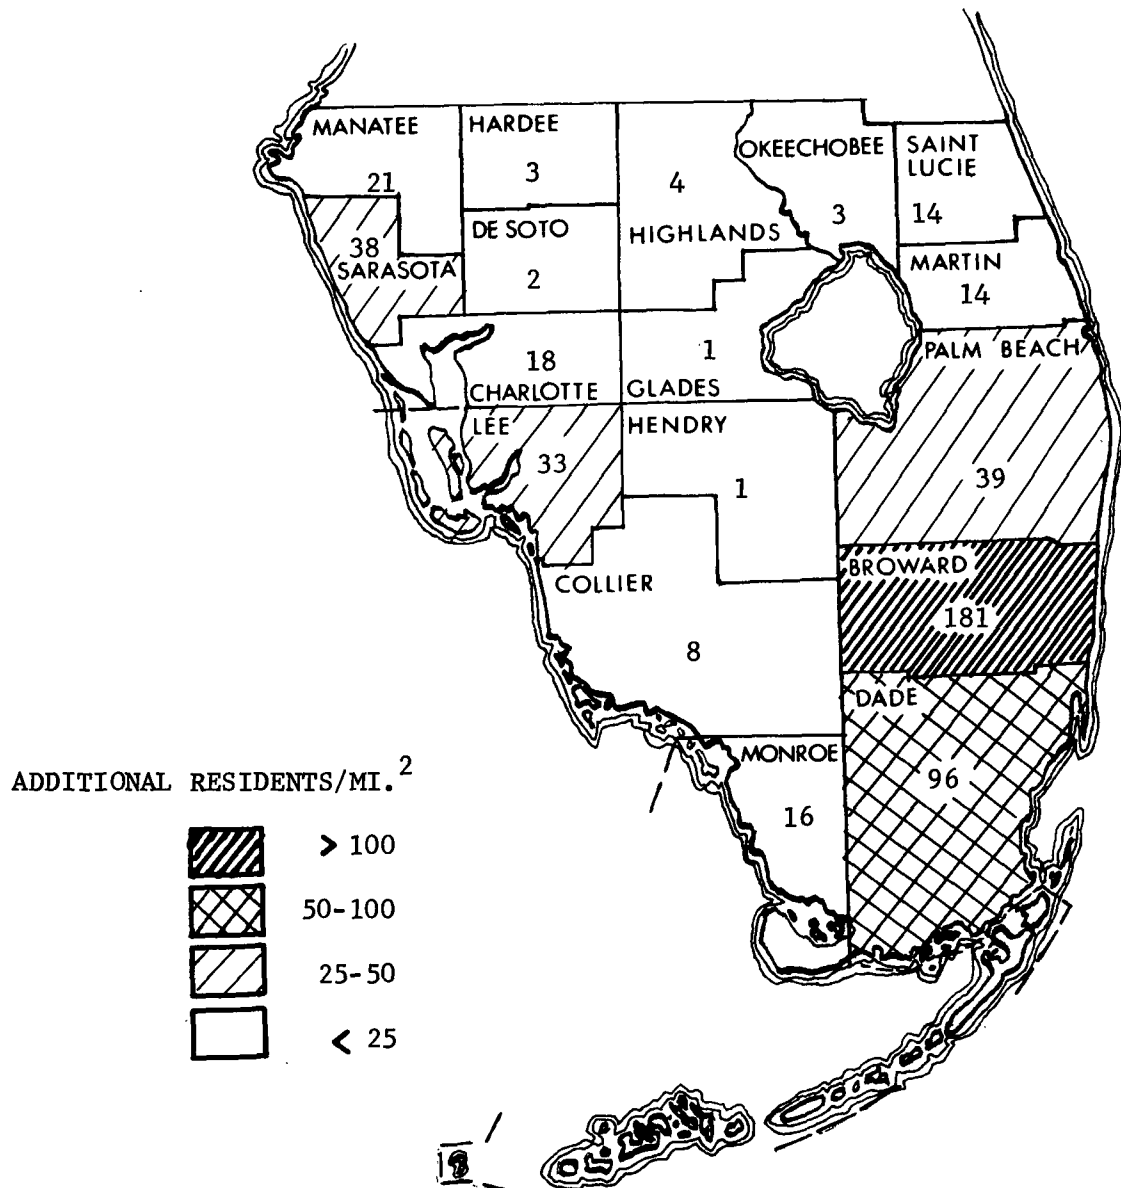 MANATEE
21
HARDEE
3
4
HIGHLANDS
OKEECHOBEE
3
SAINT
LUCIE
14
38
SARASOTA
DE SOTO
2
MARTIN
14
18
CHARLOTTE
1
GLADES
PALM BEACH
39
LEE
33
HENDRY
1
BROWARD
181
COLLIER
8
DADE
96
MONROE
16
ADDITIONAL RESIDENTS/MI.²
> 100
50-100
25-50
< 25